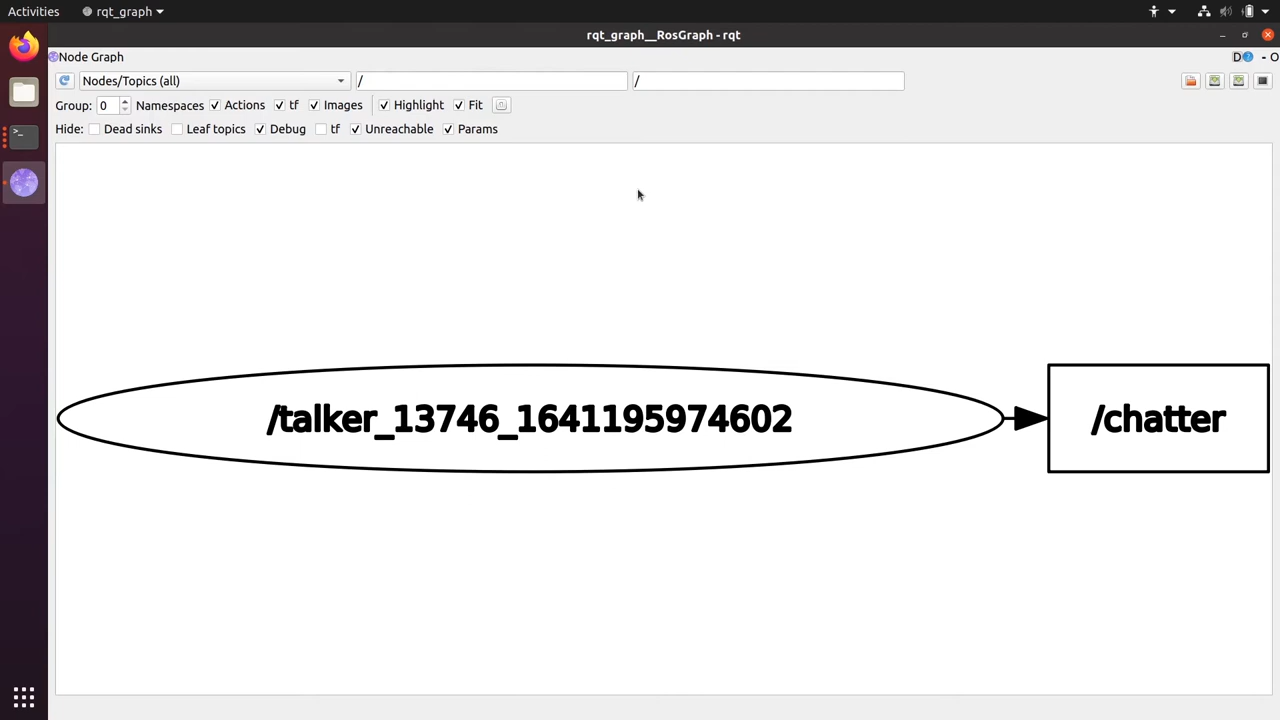 Activities rqt_graph
rqt_graph__RosGraph - rqt
Node Graph D - O
Nodes/Topics (all) / /
Group: 0 Namespaces Actions tf Images Highlight Fit
Hide: Dead sinks Leaf topics Debug tf Unreachable Params
/talker_13746_1641195974602 /chatter